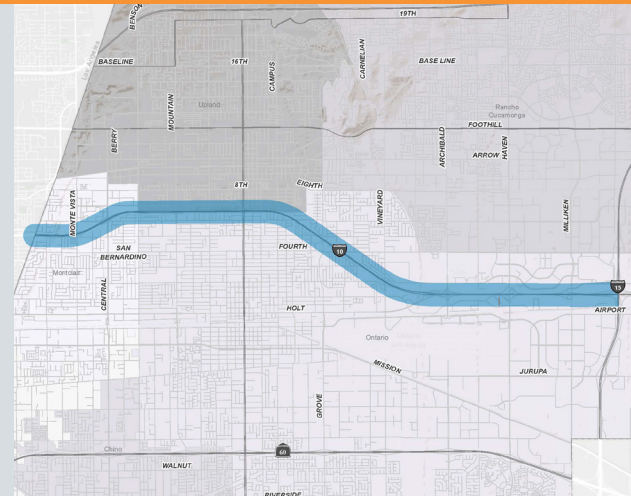 BENSON
19TH
Los Angeles
BASELINE
16TH
CAMPUS
CARNELIAN
BASE LINE
MOUNTAIN
Upland
Rancho
Cucamonga
FOOTHILL
BERRY
ARCHIBALD
ARROW
HAVEN
8TH
EIGHTH
MONTE VISTA
VINEYARD
MILLIKEN
SAN
BERNARDINO
FOURTH
10
Montclair
CENTRAL
15
HOLT
AIRPORT
Ontario
MISSION
JURUPA
GROVE
Chino
60
WALNUT
RIVERSIDE